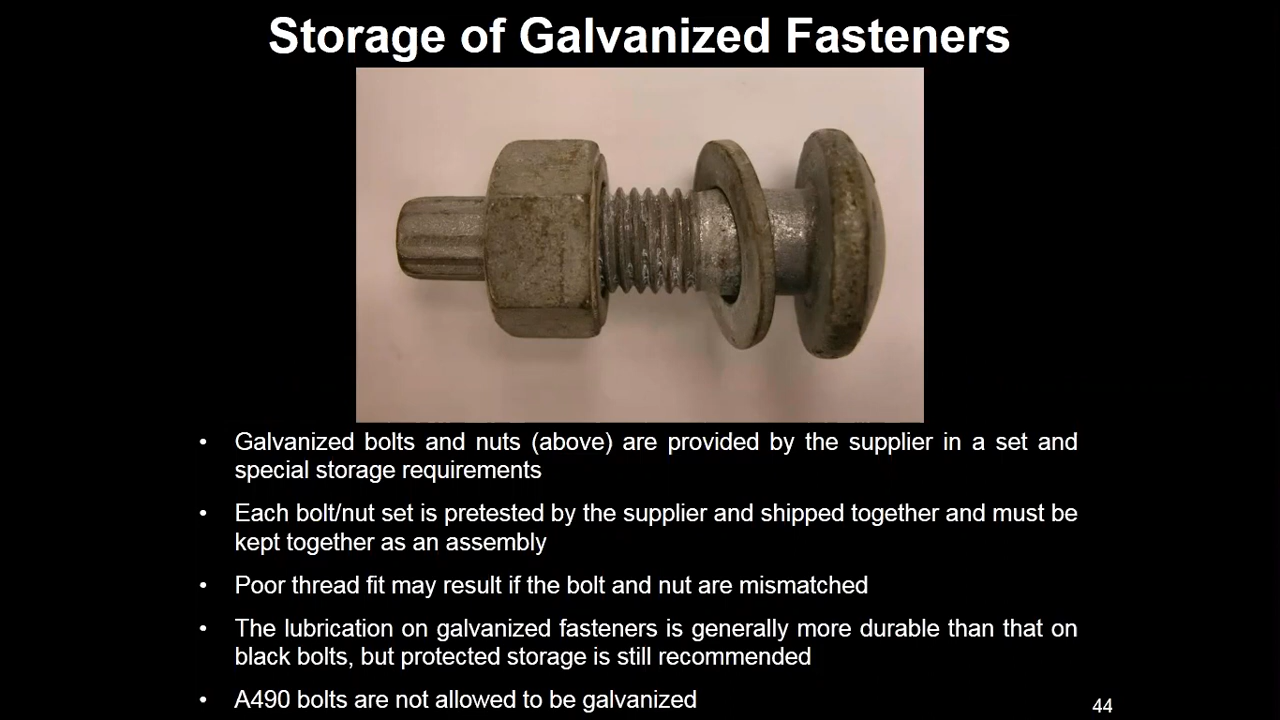 Storage of Galvanized Fasteners
• Galvanized bolts and nuts (above) are provided by the supplier in a set and
special storage requirements
• Each bolt/nut set is pretested by the supplier and shipped together and must be
kept together as an assembly
• Poor thread fit may result if the bolt and nut are mismatched
• The lubrication on galvanized fasteners is generally more durable than that on
black bolts, but protected storage is still recommended
• A490 bolts are not allowed to be galvanized
44